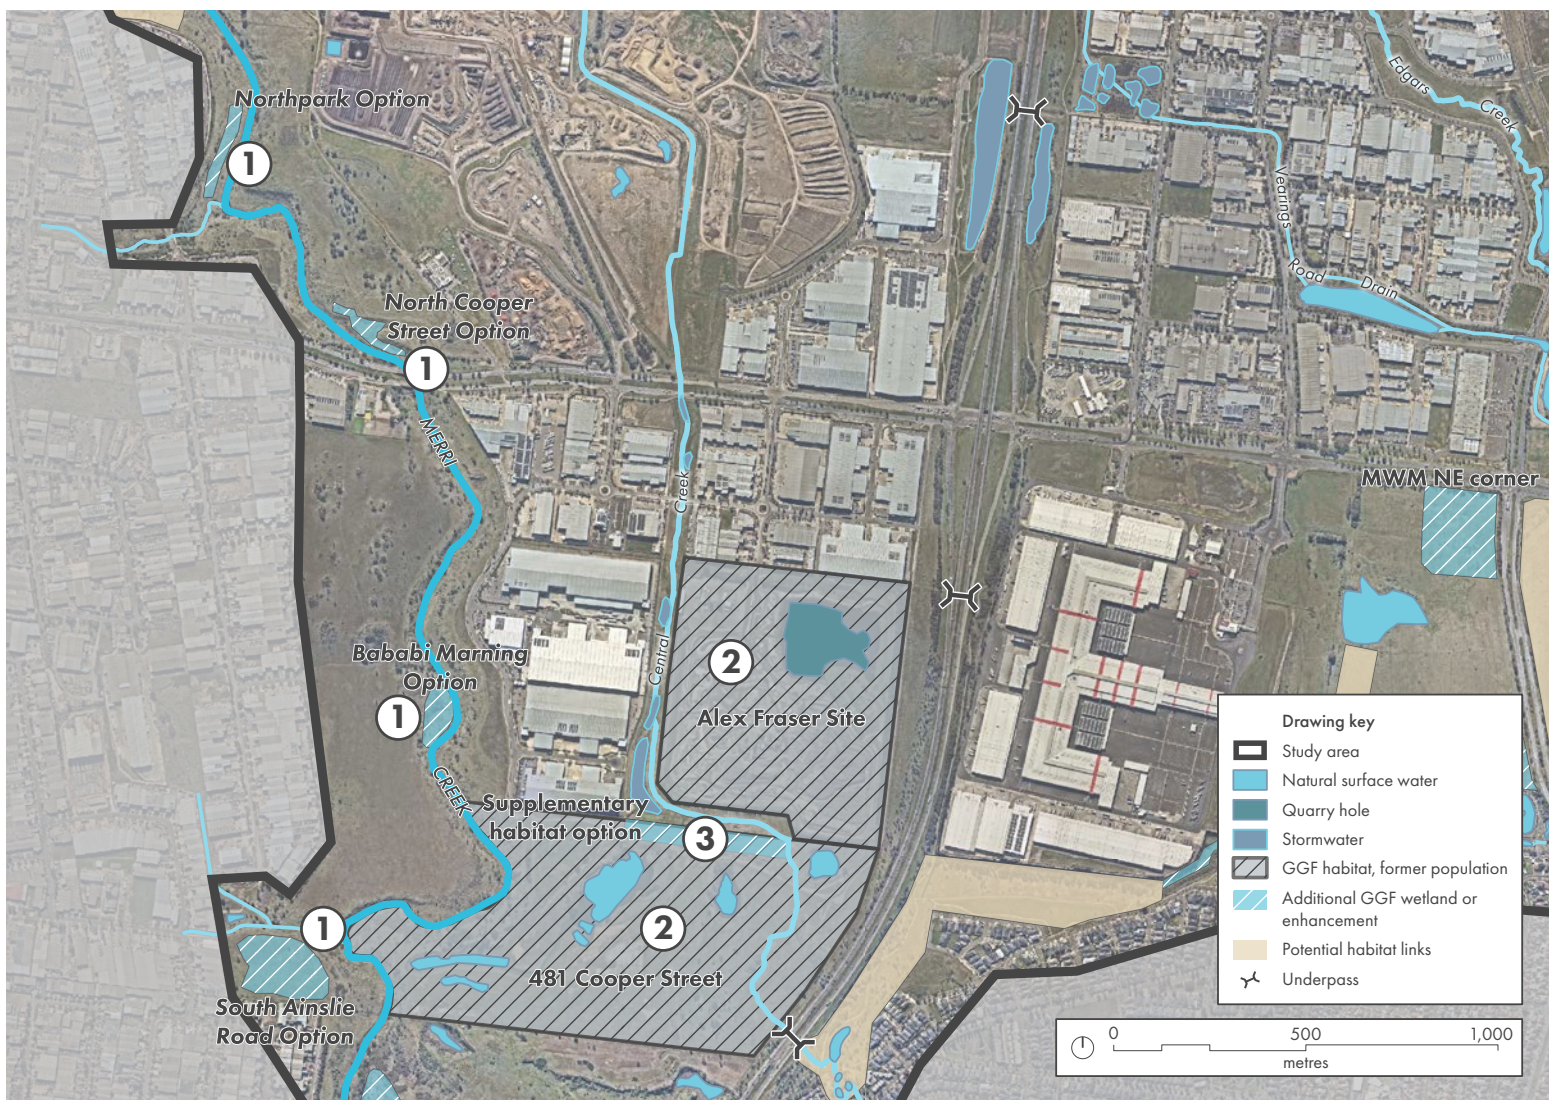 Northpark Option
1
Edgars
Creek
Vearings
Road
Drain
North Cooper
Street Option
1
MERRI
Creek
MWM NE corner
Central
Bababi Marning
Option
1
2
Alex Fraser Site
CREEK
Supplementary
habitat option
3
1
2
481 Cooper Street
South Ainslie
Road Option
Drawing key
Study area
Natural surface water
Quarry hole
Stormwater
GGF habitat, former population
Additional GGF wetland or
enhancement
Potential habitat links
Underpass
0 500 1,000
metres